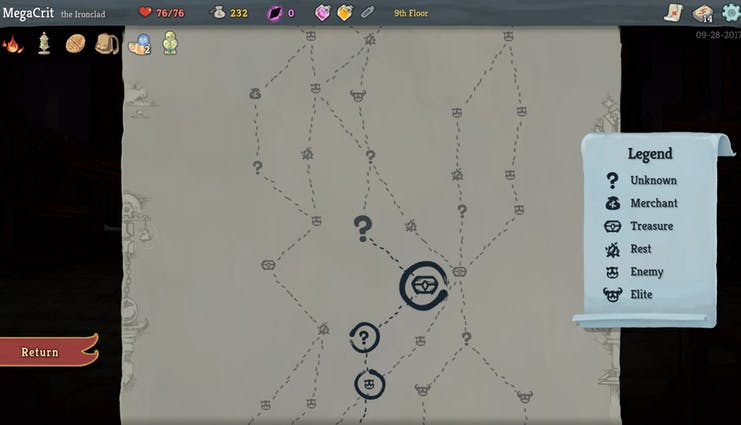 MegaCrit the Ironclad 76/76 232 0 9th Floor 14
09-28-2017
2
?
?
?
?
?
?
Return
Legend
? Unknown
Merchant
Treasure
Rest
Enemy
Elite